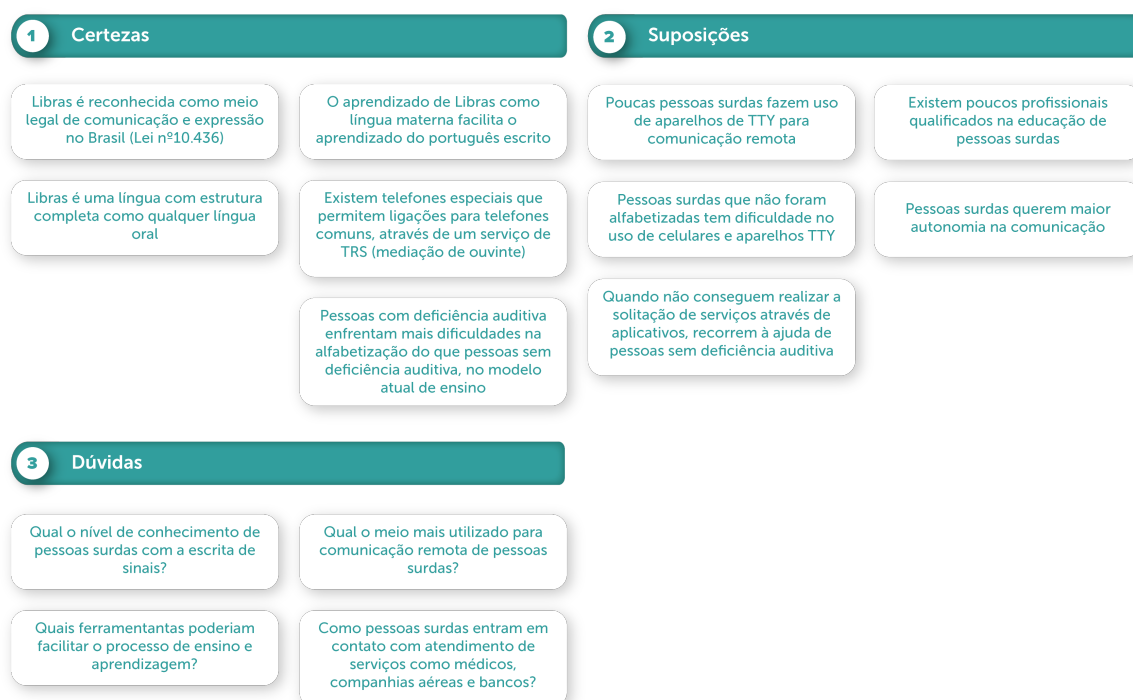 1
Certezas
Libras é reconhecida como meio
legal de comunicação e expressão
no Brasil (Lei nº10.436)
O aprendizado de Libras como
língua materna facilita o
aprendizado do português escrito
Libras é uma língua com estrutura
completa como qualquer língua
oral
Existem telefones especiais que
permitem ligações para telefones
comuns, através de um serviço de
TRS (mediação de ouvinte)
Pessoas com deficiência auditiva
enfrentam mais dificuldades na
alfabetização do que pessoas sem
deficiência auditiva, no modelo
atual de ensino
2
Suposições
Poucas pessoas surdas fazem uso
de aparelhos de TTY para
comunicação remota
Existem poucos profissionais
qualificados na educação de
pessoas surdas
Pessoas surdas que não foram
alfabetizadas tem dificuldade no
uso de celulares e aparelhos TTY
Pessoas surdas querem maior
autonomia na comunicação
Quando não conseguem realizar a
solitação de serviços através de
aplicativos, recorrem à ajuda de
pessoas sem deficiência auditiva
3
Dúvidas
Qual o nível de conhecimento de
pessoas surdas com a escrita de
sinais?
Qual o meio mais utilizado para
comunicação remota de pessoas
surdas?
Quais ferramentantas poderiam
facilitar o processo de ensino e
aprendizagem?
Como pessoas surdas entram em
contato com atendimento de
serviços como médicos,
companhias aéreas e bancos?